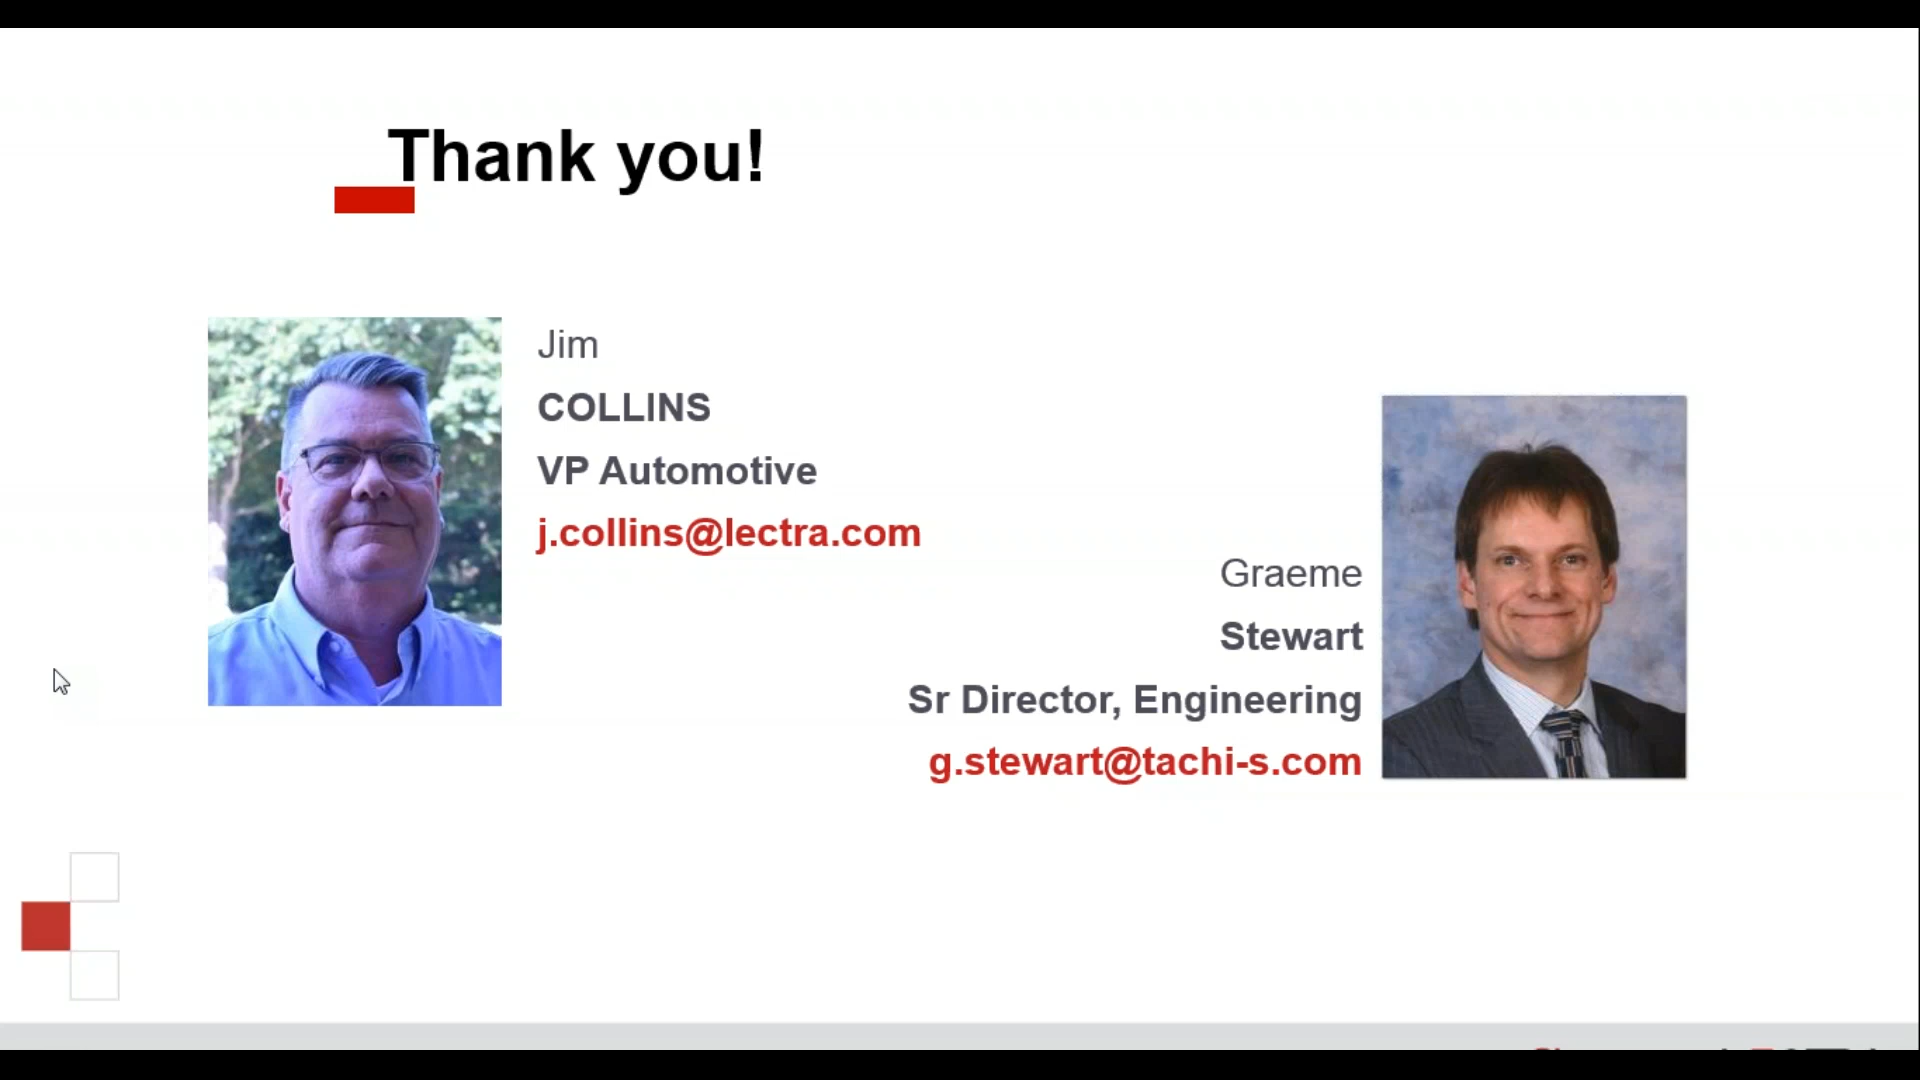 Thank you!
Jim
COLLINS
VP Automotive
j.collins@lectra.com
Graeme
Stewart
Sr Director, Engineering
g.stewart@tachi-s.com